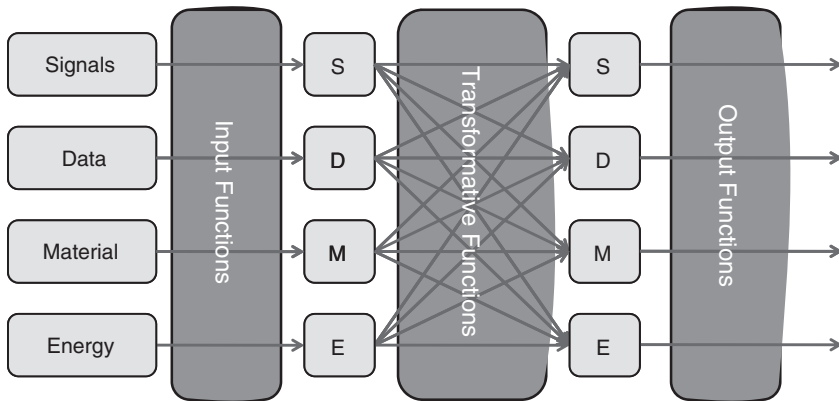 Signals
Data
Material
Energy
Input Functions
S
D
M
E
Transformative Functions
S
D
M
E
Output Functions